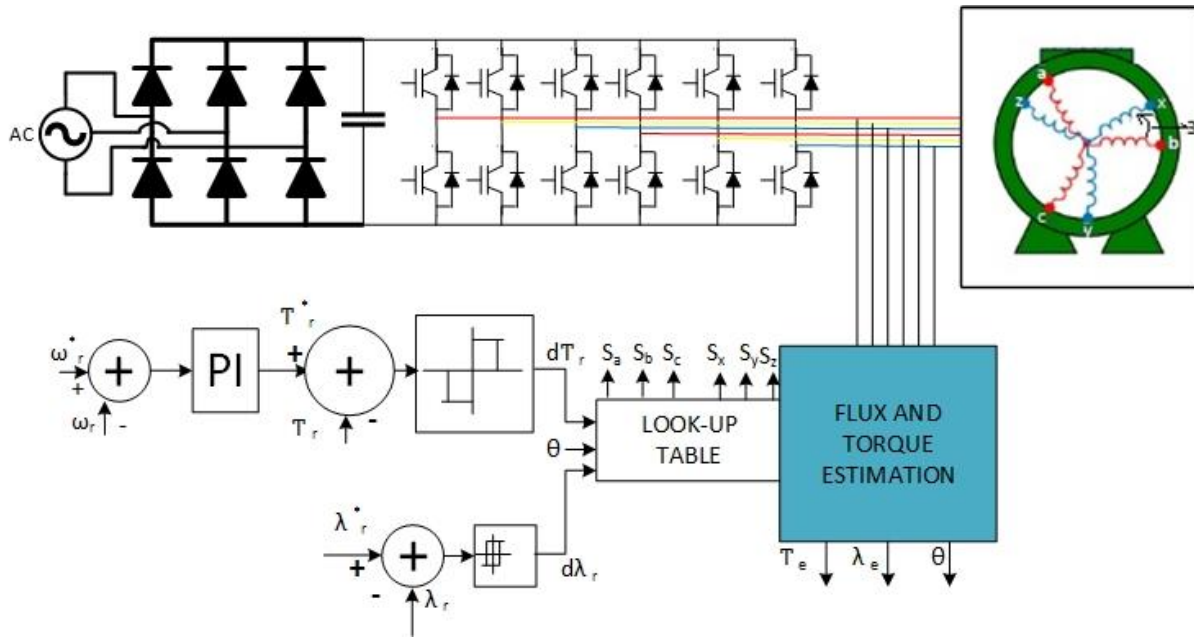 AC
a
z
x
b
c
y
ω*r
+
ωr
-
+
PI
T*r
+
Tr
-
+
dTr
Sa
Sb
Sc
Sx
Sy
Sz
θ
LOOK-UP
TABLE
FLUX AND
TORQUE
ESTIMATION
λ*r
+
-
λr
+
dλr
Te
λe
θ